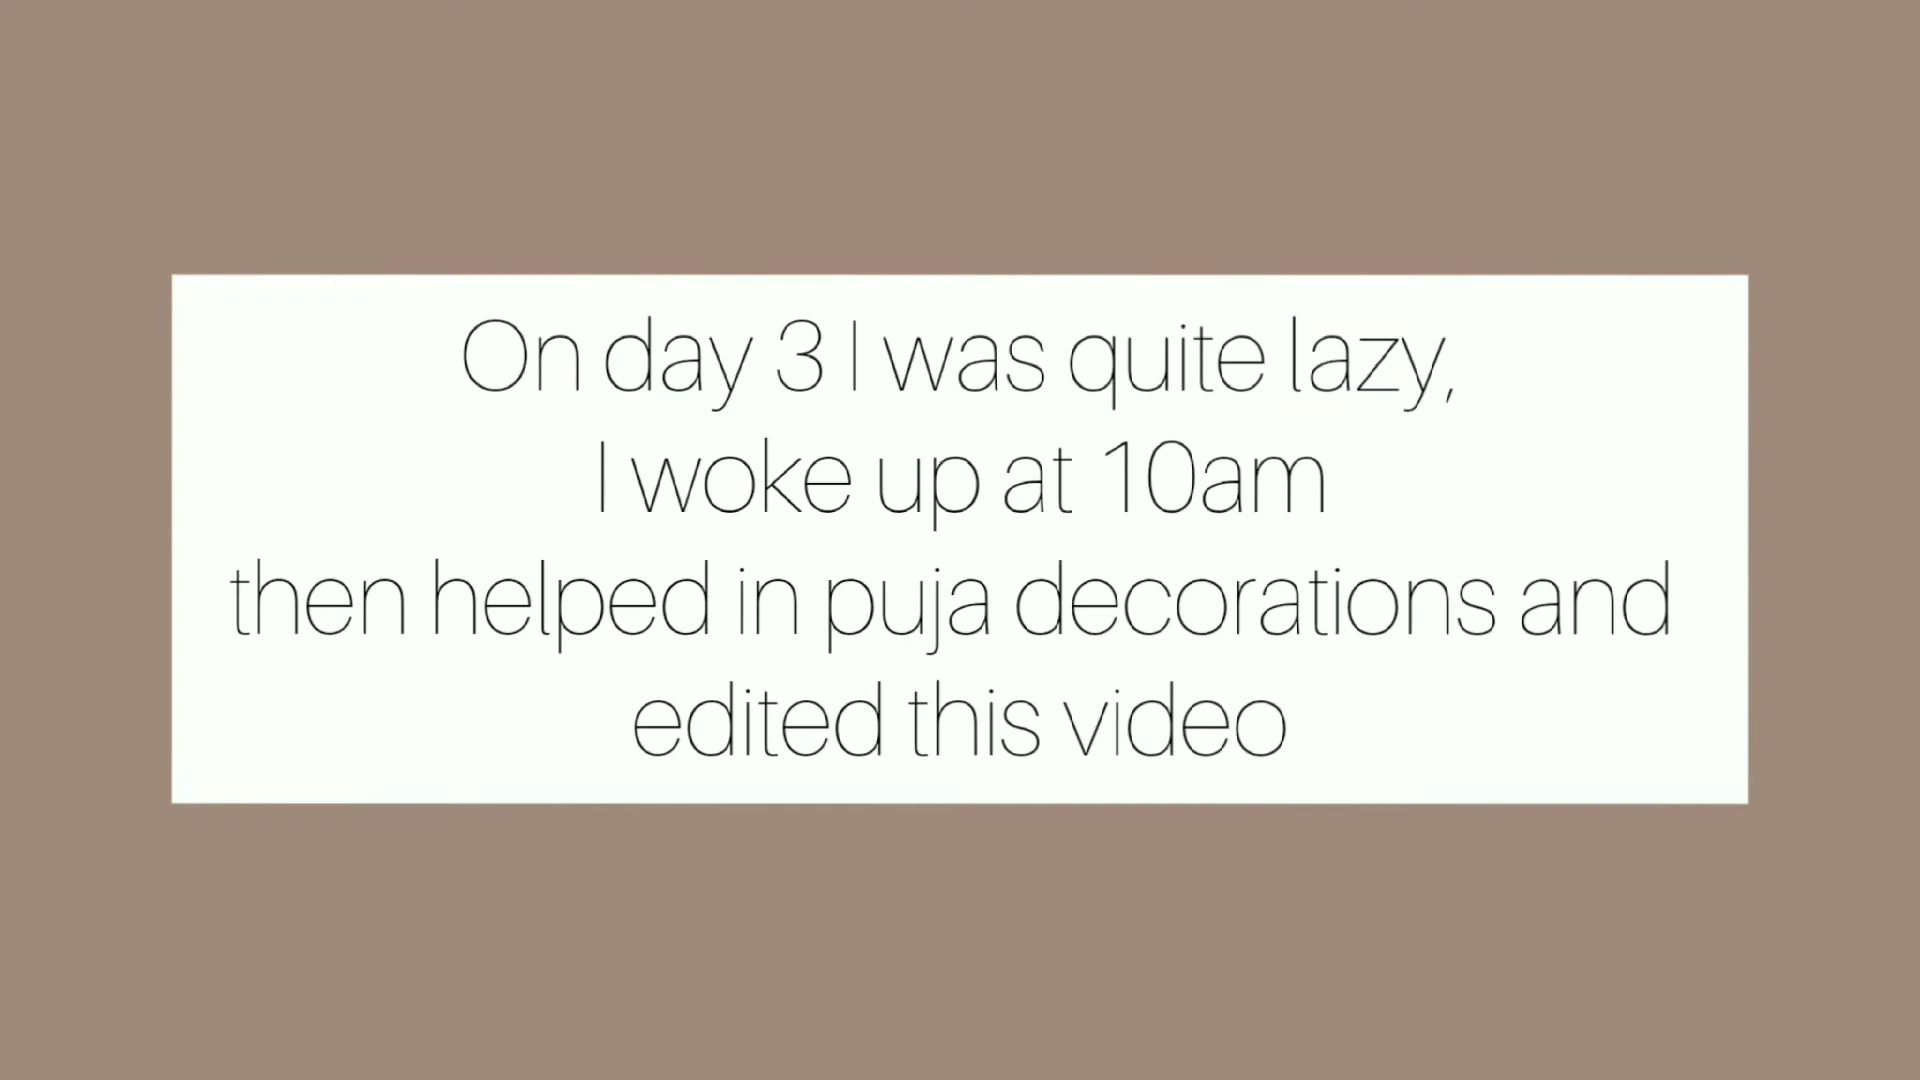 On day 3 I was quite lazy,
I woke up at 10am
then helped in puja decorations and
edited this video